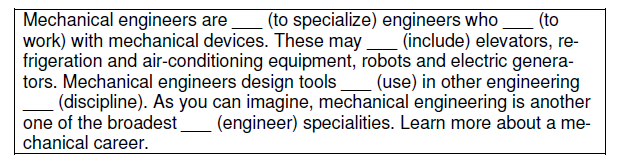 Mechanical engineers are ___ (to specialize) engineers who ___ (to
work) with mechanical devices. These may ___ (include) elevators, re-
frigeration and air-conditioning equipment, robots and electric genera-
tors. Mechanical engineers design tools ___ (use) in other engineering
___ (discipline). As you can imagine, mechanical engineering is another
one of the broadest ___ (engineer) specialities. Learn more about a me-
chanical career.